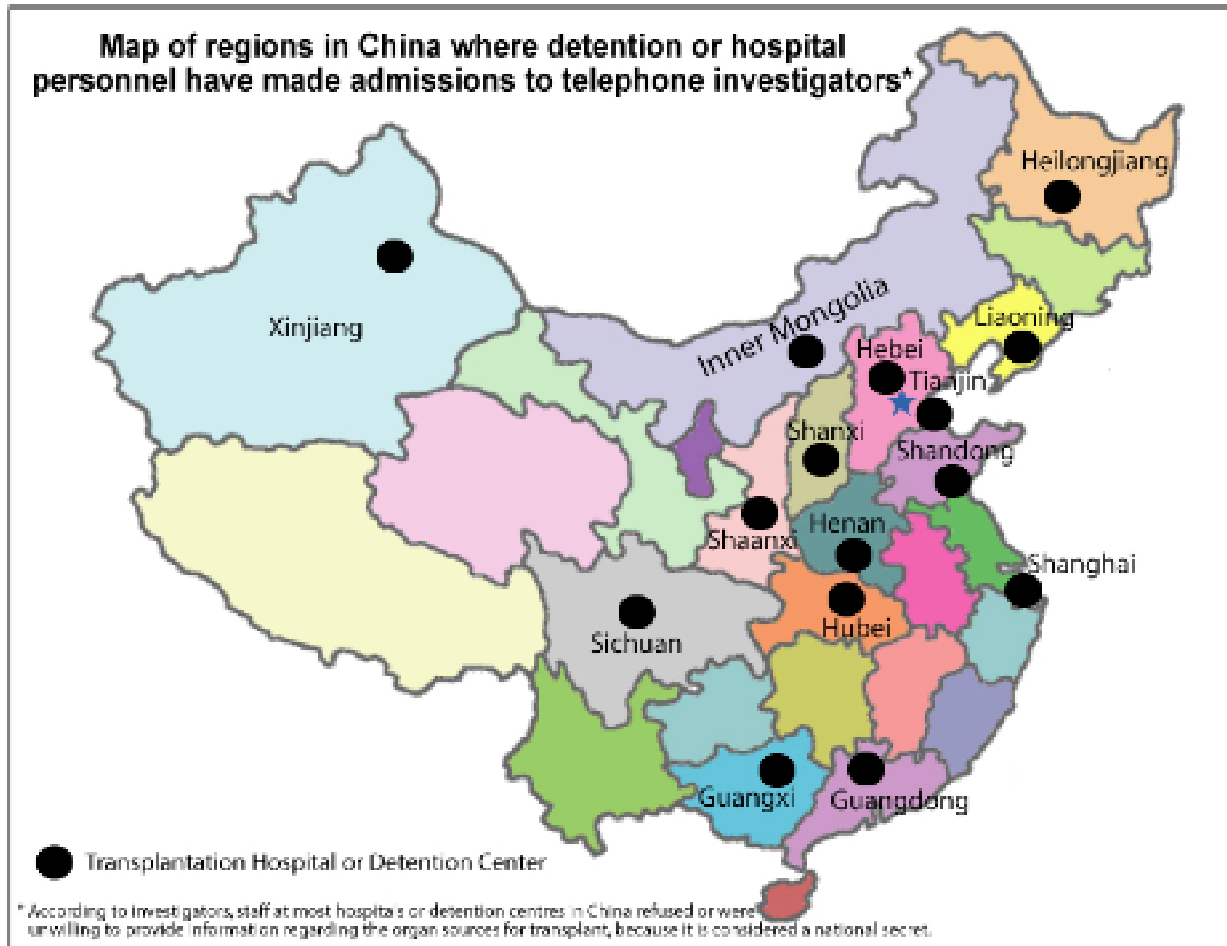 Map of regions in China where detention or hospital
personnel have made admissions to telephone investigators*
Heilongjiang
Xinjiang
Inner Mongolia
Liaoning
Hebei
Tianjin
Shanxi
Shandong
Shaanxi
Henan
Shanghai
Sichuan
Hubei
Guangxi
Guangdong
Transplantation Hospital or Detention Center
* According to investigators, staff at most hospitals or detention centres in China refused or were
unwilling to provide information regarding the organ sources for transplant, because it is considered a national secret.